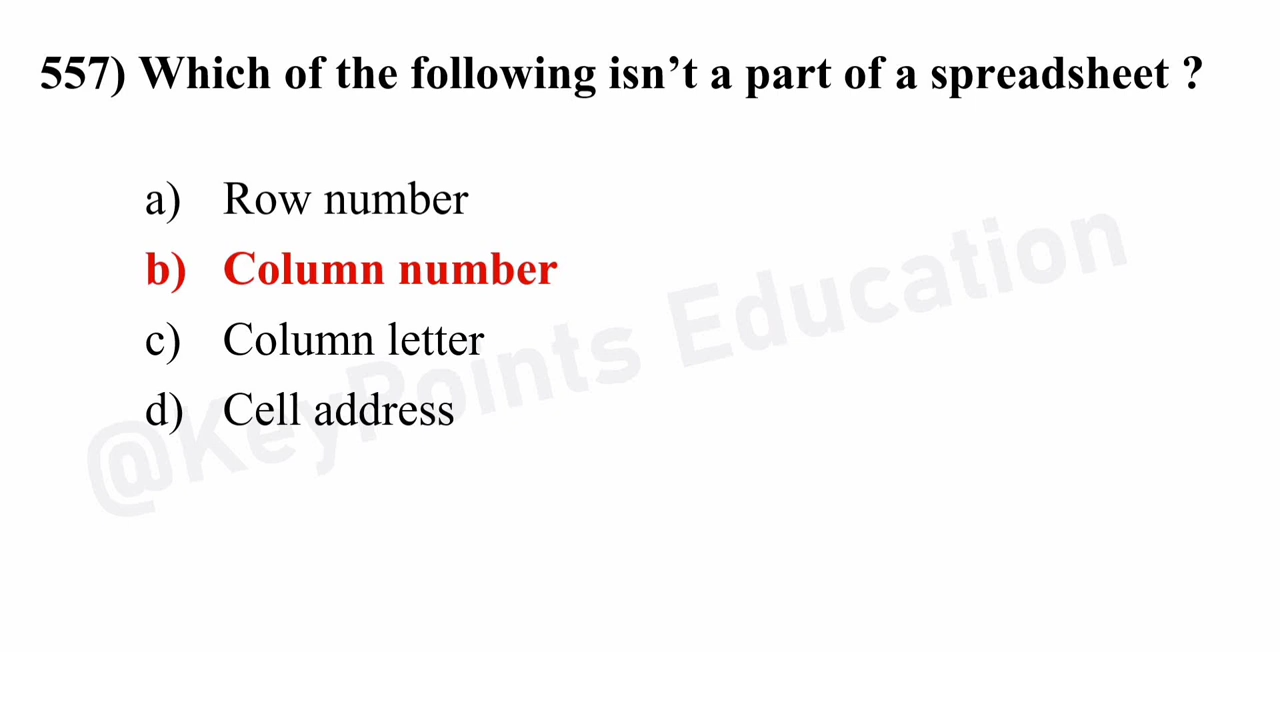 557) Which of the following isn’t a part of a spreadsheet ?
a) Row number
b) Column number
c) Column letter
d) Cell address
@KeyPoints Education